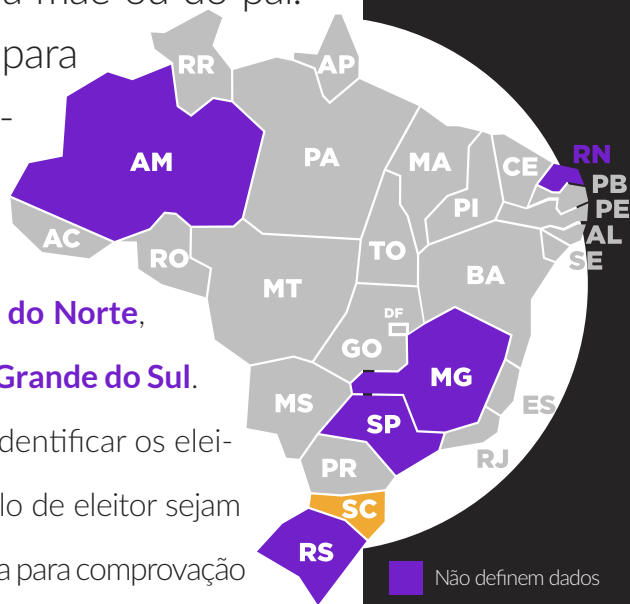 a mãe ou do pai.
para
-
do Norte,
Grande do Sul.
dentificar os elei-
lo de eleitor sejam
a para comprovação
RR
AP
AM
PA
MA
CE
RN
PB
PE
AL
SE
PI
AC
RO
TO
MT
BA
DF
GO
MG
ES
MS
SP
RJ
PR
SC
RS
Não definem dados